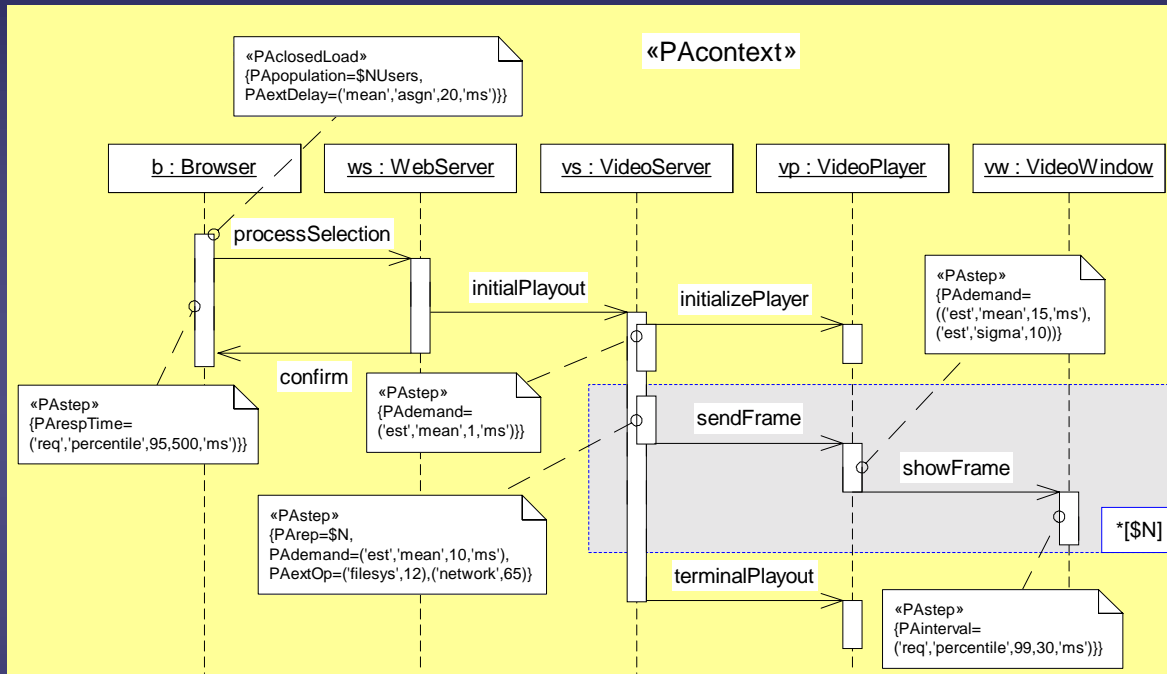 «PAcontext»
«PAclosedLoad»
{PApopulation=$NUsers,
PAextDelay=('mean','asgn',20,'ms')}}
b : Browser
ws : WebServer
vs : VideoServer
vp : VideoPlayer
vw : VideoWindow
processSelection
initialPlayout
initializePlayer
«PAstep»
{PAdemand=
(('est','mean',15,'ms'),
('est','sigma',10))}
confirm
«PAstep»
{PArespTime=
('req','percentile',95,500,'ms')}}
«PAstep»
{PAdemand=
('est','mean',1,'ms')}}
sendFrame
showFrame
«PAstep»
{PArep=$N,
PAdemand=('est','mean',10,'ms'),
PAextOp=('filesys',12),('network',65)}
*[$N]
terminalPlayout
«PAstep»
{PAinterval=
('req','percentile',99,30,'ms')}}